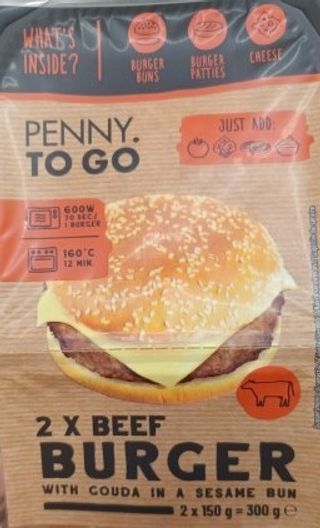 WHAT'S
INSIDE?
BURGER
BUNS
BURGER
PATTIES
CHEESE
PENNY.
TO GO
JUST ADD:
600W
70 SEC/
1 BURGER
160°C
12 MIN.
2 X BEEF
BURGER
WITH GOUDA IN A SESAME BUN
2 x 150 g = 300 g ℮